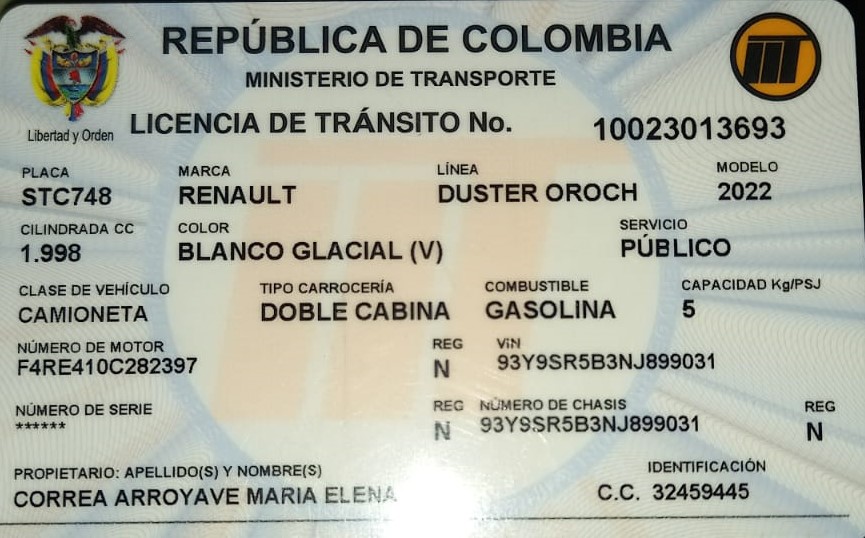 REPÚBLICA DE COLOMBIA
MINISTERIO DE TRANSPORTE
Libertad y Orden
LICENCIA DE TRÁNSITO No. 10023013693
PLACA MARCA LÍNEA MODELO
STC748 RENAULT DUSTER OROCH 2022
CILINDRADA CC COLOR SERVICIO
1.998 BLANCO GLACIAL (V) PÚBLICO
CLASE DE VEHÍCULO TIPO CARROCERÍA COMBUSTIBLE CAPACIDAD Kg/PSJ
CAMIONETA DOBLE CABINA GASOLINA 5
NÚMERO DE MOTOR REG VIN
F4RE410C282397 N 93Y9SR5B3NJ899031
NÚMERO DE SERIE REG NÚMERO DE CHASIS REG
****** N 93Y9SR5B3NJ899031 N
PROPIETARIO: APELLIDO(S) Y NOMBRE(S) IDENTIFICACIÓN
CORREA ARROYAVE MARIA ELENA C.C. 32459445